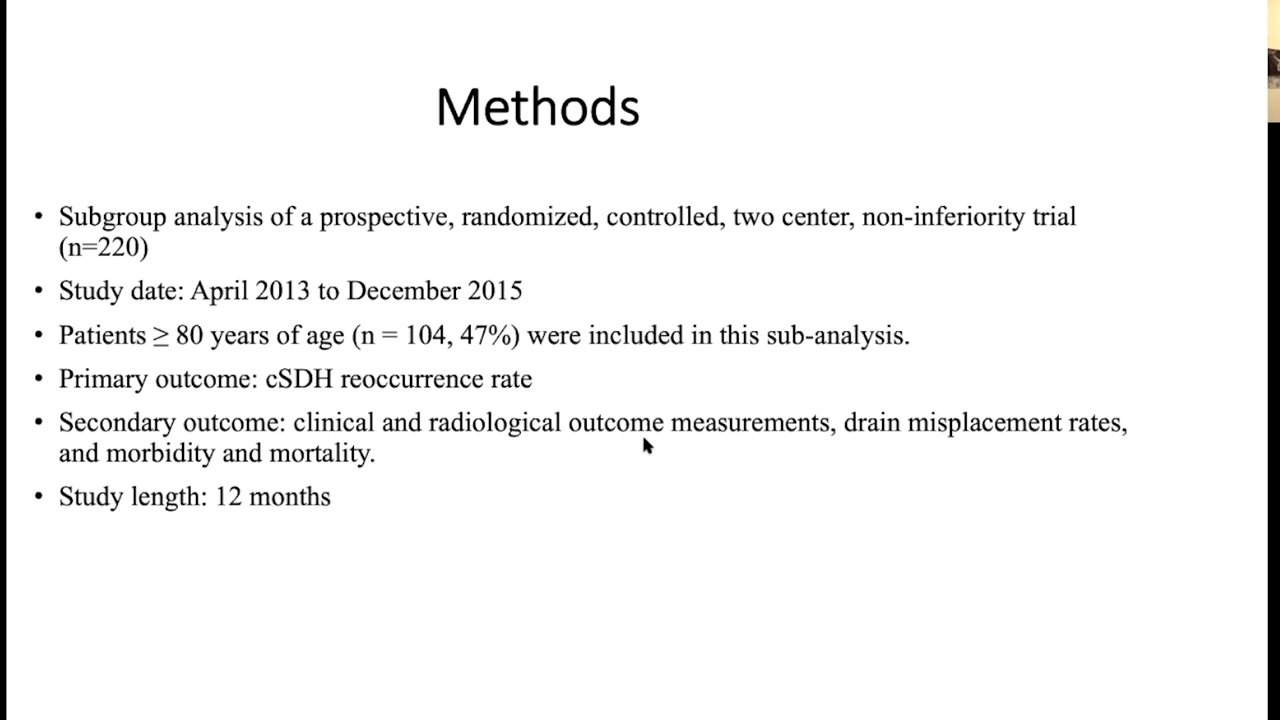 Methods
• Subgroup analysis of a prospective, randomized, controlled, two center, non-inferiority trial
(n=220)
• Study date: April 2013 to December 2015
• Patients ≥ 80 years of age (n = 104, 47%) were included in this sub-analysis.
• Primary outcome: cSDH reoccurrence rate
• Secondary outcome: clinical and radiological outcome measurements, drain misplacement rates,
and morbidity and mortality.
• Study length: 12 months